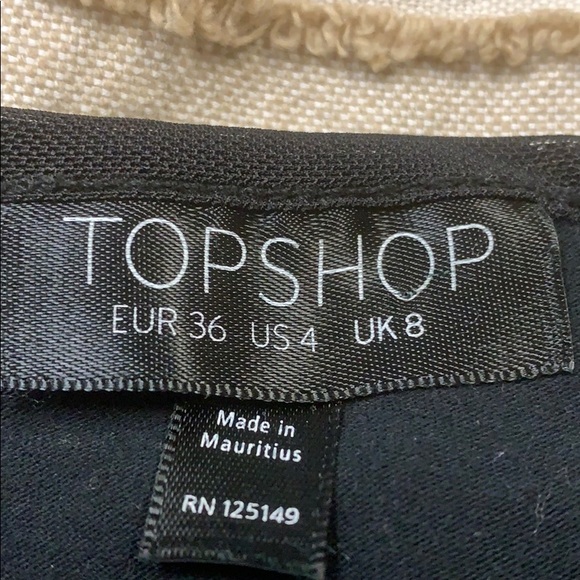 TOPSHOP
EUR 36 US 4 UK 8
Made in
Mauritius
RN 125149